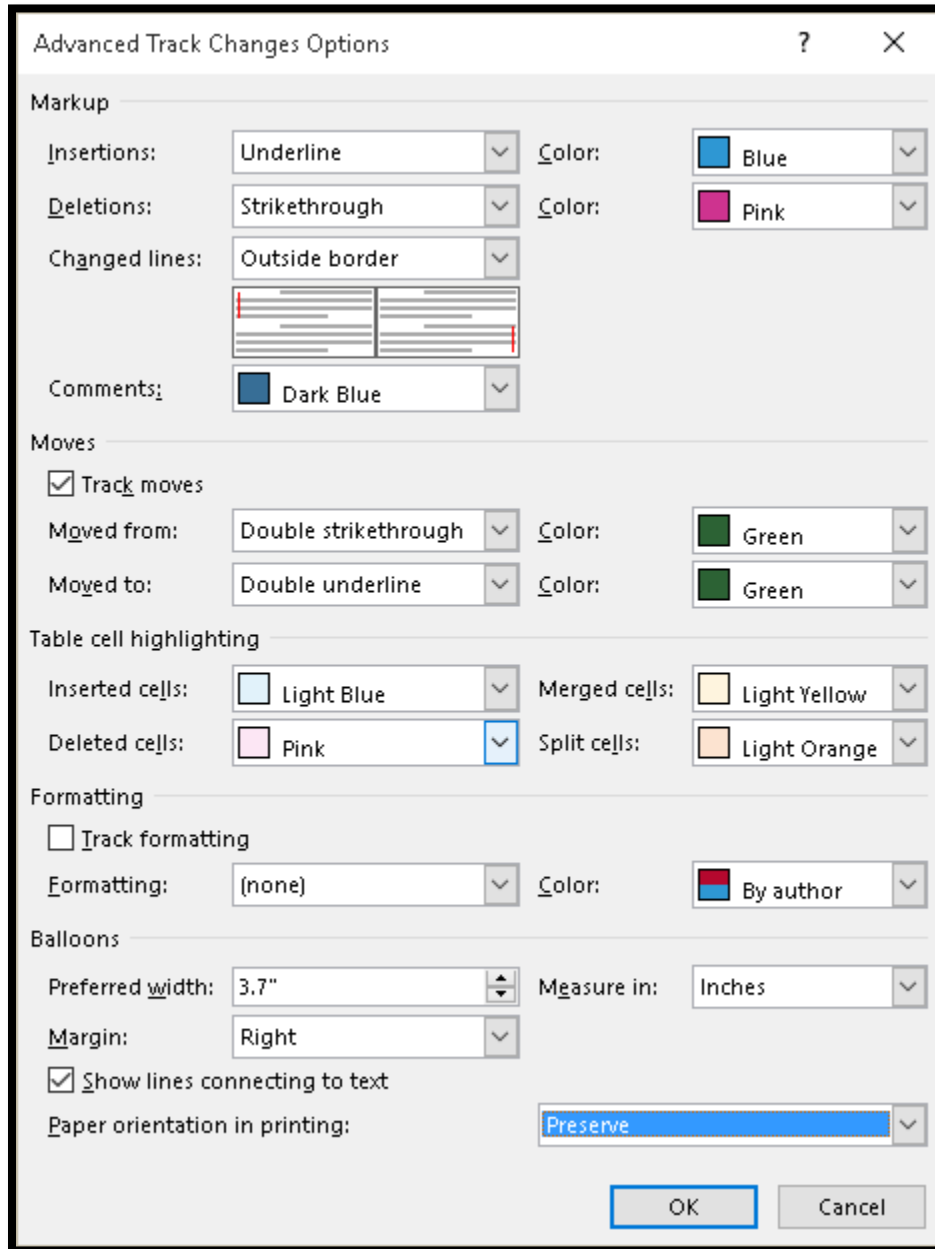 Advanced Track Changes Options ? ×
Markup
Insertions: Underline Color: Blue
Deletions: Strikethrough Color: Pink
Changed lines: Outside border
Comments: Dark Blue
Moves
Track moves
Moved from: Double strikethrough Color: Green
Moved to: Double underline Color: Green
Table cell highlighting
Inserted cells: Light Blue Merged cells: Light Yellow
Deleted cells: Pink Split cells: Light Orange
Formatting
Track formatting
Formatting: (none) Color: By author
Balloons
Preferred width: 3.7" Measure in: Inches
Margin: Right
Show lines connecting to text
Paper orientation in printing: Preserve
OK Cancel